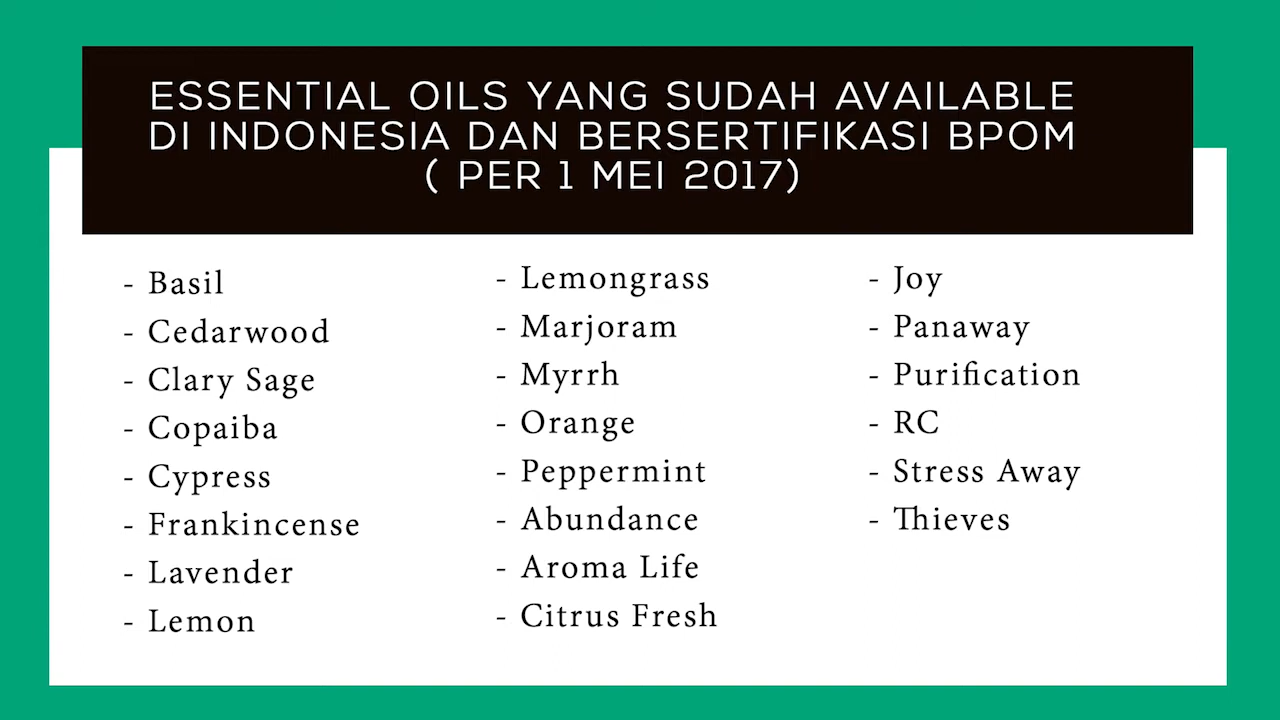 ESSENTIAL OILS YANG SUDAH AVAILABLE
DI INDONESIA DAN BERSERTIFIKASI BPOM
( PER 1 MEI 2017)
- Basil
- Cedarwood
- Clary Sage
- Copaiba
- Cypress
- Frankincense
- Lavender
- Lemon
- Lemongrass
- Marjoram
- Myrrh
- Orange
- Peppermint
- Abundance
- Aroma Life
- Citrus Fresh
- Joy
- Panaway
- Purification
- RC
- Stress Away
- Thieves